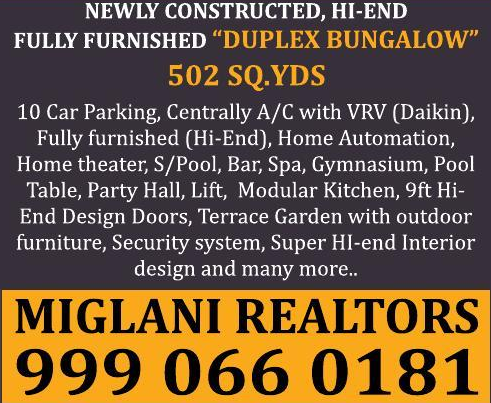 NEWLY CONSTRUCTED, HI-END
FULLY FURNISHED “DUPLEX BUNGALOW”
502 SQ.YDS
10 Car Parking, Centrally A/C with VRV (Daikin),
Fully furnished (Hi-End), Home Automation,
Home theater, S/Pool, Bar, Spa, Gymnasium, Pool
Table, Party Hall, Lift, Modular Kitchen, 9ft Hi-
End Design Doors, Terrace Garden with outdoor
furniture, Security system, Super HI-end Interior
design and many more..
MIGLANI REALTORS
999 066 0181